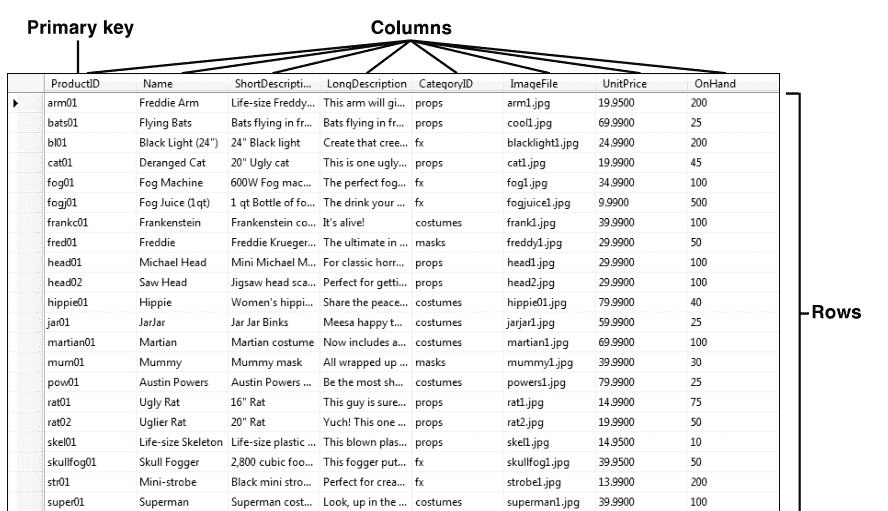 Primary key Columns
ProductID Name ShortDescripti... LongDescription CategoryID ImageFile UnitPrice OnHand
arm01 Freddie Arm Life-size Freddy... This arm will gi... props arm1.jpg 19.9500 200
bats01 Flying Bats Bats flying in fr... Bats flying in fr... props cool1.jpg 69.9900 25
bl01 Black Light (24") 24" Black light Create that cree... fx blacklight1.jpg 24.9900 200
cat01 Deranged Cat 20" Ugly cat This is one ugly... props cat1.jpg 19.9900 45
fog01 Fog Machine 600W Fog mac... The perfect fog... fx fog1.jpg 34.9900 100
fogj01 Fog Juice (1qt) 1 qt Bottle of fo... The drink your ... fx fogjuice1.jpg 9.9900 500
frankc01 Frankenstein Frankenstein co... It's alive! costumes frank1.jpg 39.9900 100
fred01 Freddie Freddie Krueger... The ultimate in ... masks freddy1.jpg 29.9900 50
head01 Michael Head Mini Michael M... For classic horr... props head1.jpg 29.9900 100
head02 Saw Head Jigsaw head sca... Perfect for getti... props head2.jpg 29.9900 100
hippie01 Hippie Women's hippi... Share the peace... costumes hippie01.jpg 79.9900 40
Rows
jar01 JarJar Jar Jar Binks Meesa happy t... costumes jarjar1.jpg 59.9900 25
martian01 Martian Martian costume Now includes a... costumes martian1.jpg 69.9900 100
mum01 Mummy Mummy mask All wrapped up ... masks mummy1.jpg 39.9900 30
pow01 Austin Powers Austin Powers ... Be the most sh... costumes powers1.jpg 79.9900 25
rat01 Ugly Rat 16" Rat This guy is sure... props rat1.jpg 14.9900 75
rat02 Uglier Rat 20" Rat Yuch! This one ... props rat2.jpg 19.9900 50
skel01 Life-size Skeleton Life-size plastic ... This blown plas... props skel1.jpg 14.9500 10
skullfog01 Skull Fogger 2,800 cubic foo... This fogger put... fx skullfog1.jpg 39.9500 50
str01 Mini-strobe Black mini stro... Perfect for crea... fx strobe1.jpg 13.9900 200
super01 Superman Superman cost... Look, up in the ... costumes superman1.jpg 39.9900 100